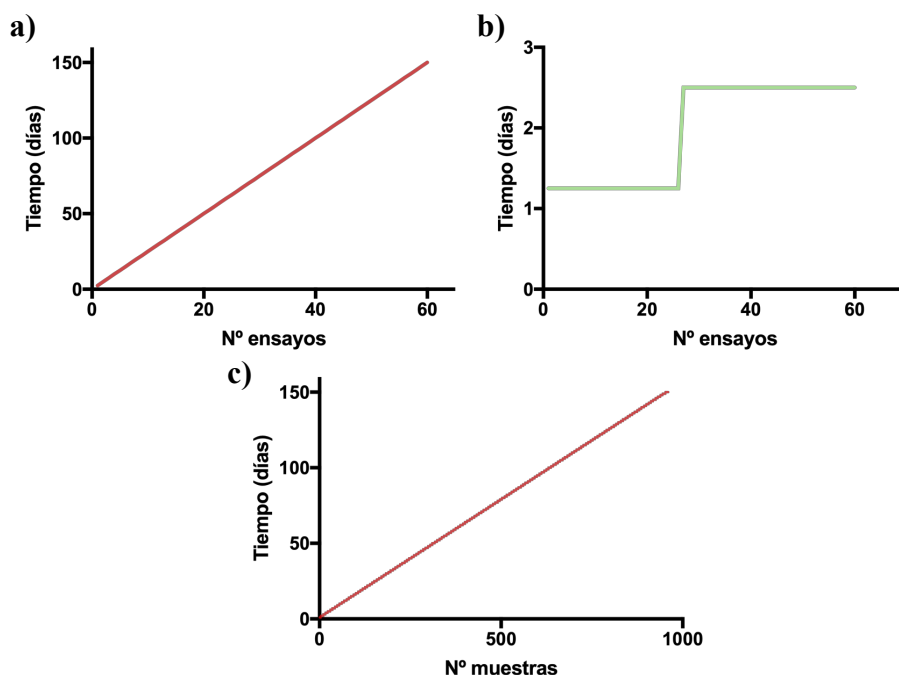 a)
Tiempo (días)
150
100
50
0
0 20 40 60
Nº ensayos
b)
Tiempo (días)
3
2
1
0
0 20 40 60
Nº ensayos
c)
Tiempo (días)
150
100
50
0
0 500 1000
Nº muestras